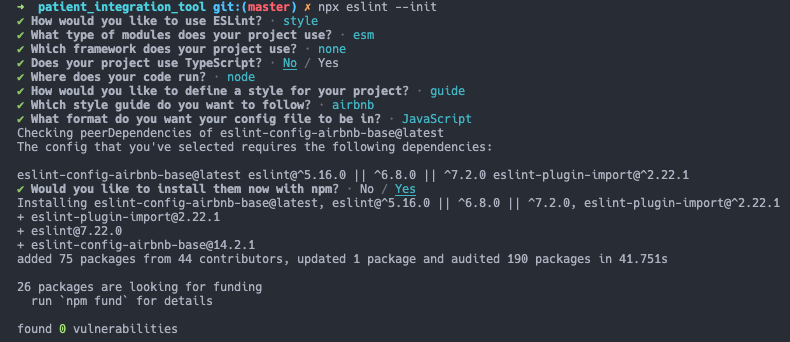 ➜  patient_integration_tool git:(master) ✗ npx eslint --init
✔ How would you like to use ESLint? · style
✔ What type of modules does your project use? · esm
✔ Which framework does your project use? · none
✔ Does your project use TypeScript? · No / Yes
✔ Where does your code run? · node
✔ How would you like to define a style for your project? · guide
✔ Which style guide do you want to follow? · airbnb
✔ What format do you want your config file to be in? · JavaScript
Checking peerDependencies of eslint-config-airbnb-base@latest
The config that you've selected requires the following dependencies:

eslint-config-airbnb-base@latest eslint@^5.16.0 || ^6.8.0 || ^7.2.0 eslint-plugin-import@^2.22.1
✔ Would you like to install them now with npm? · No / Yes
Installing eslint-config-airbnb-base@latest, eslint@^5.16.0 || ^6.8.0 || ^7.2.0, eslint-plugin-import@^2.22.1
+ eslint-plugin-import@2.22.1
+ eslint@7.22.0
+ eslint-config-airbnb-base@14.2.1
added 75 packages from 44 contributors, updated 1 package and audited 190 packages in 41.751s

26 packages are looking for funding
  run `npm fund` for details

found 0 vulnerabilities